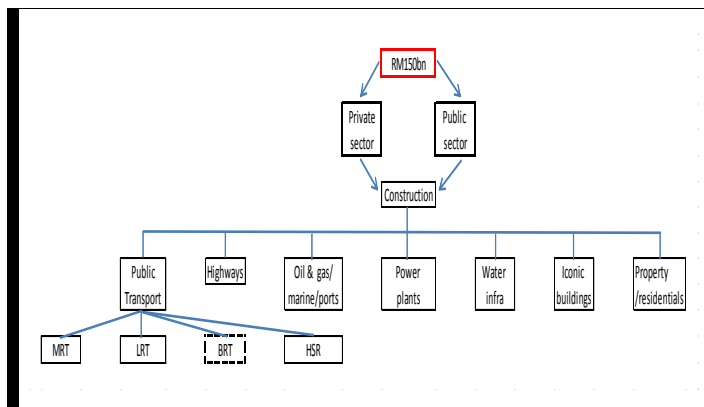 RM150bn
Private
sector
Public
sector
Construction
Public
Transport
Highways
Oil & gas/
marine/ports
Power
plants
Water
infra
Iconic
buildings
Property
/residentials
MRT
LRT
BRT
HSR